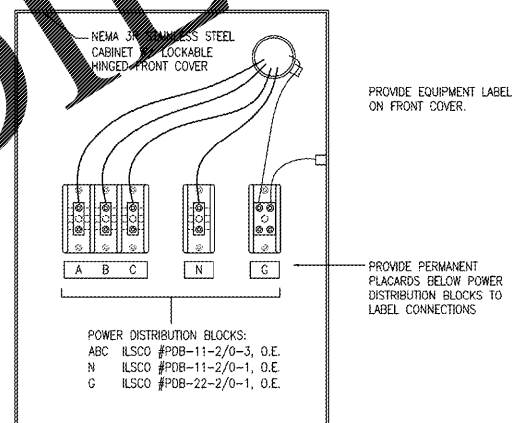 NEMA 3R STAINLESS STEEL
CABINET W/ LOCKABLE
HINGED FRONT COVER
PROVIDE EQUIPMENT LABEL
ON FRONT COVER.
A B C N G
PROVIDE PERMANENT
PLACARDS BELOW POWER
DISTRIBUTION BLOCKS TO
LABEL CONNECTIONS
POWER DISTRIBUTION BLOCKS:
ABC ILSCO #PDB-11-2/0-3, O.E.
N ILSCO #PDB-11-2/0-1, O.E.
G ILSCO #PDB-22-2/0-1, O.E.